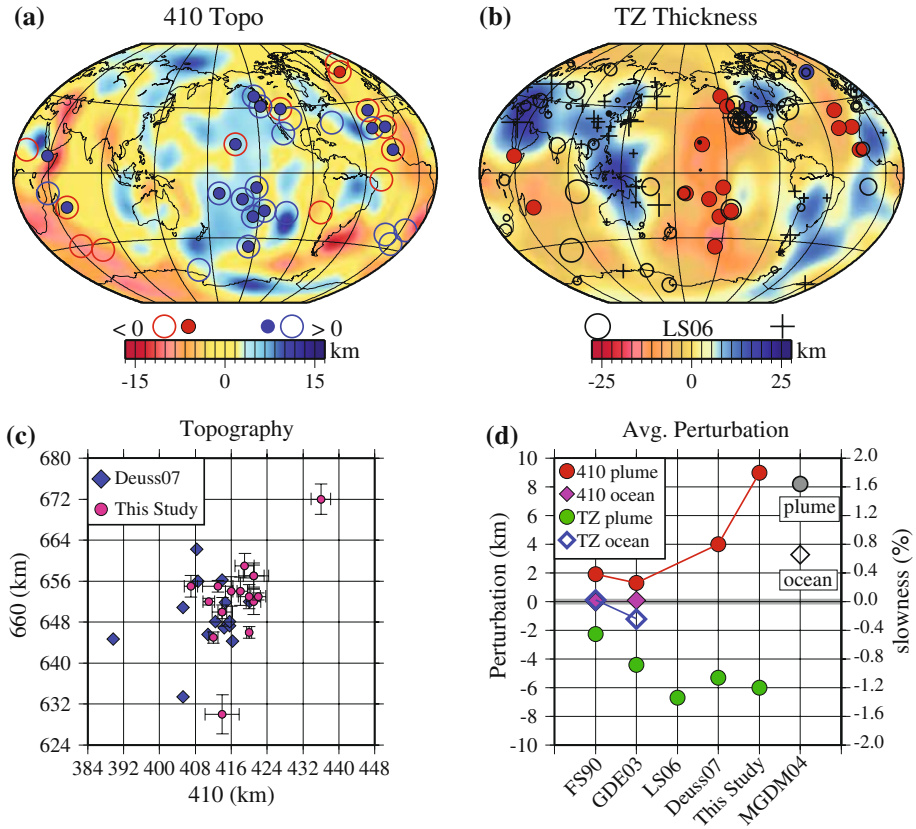 (a) 410 Topo
(b) TZ Thickness
< 0 > 0
km
-15 0 15
LS06
km
-25 0 25
(c) Topography
680
672
664
656
648
640
632
624
660 (km)
Deuss07
This Study
384 392 400 408 416 424 432 440 448
410 (km)
(d) Avg. Perturbation
10
8
6
4
2
0
-2
-4
-6
-8
-10
Perturbation (km)
410 plume
410 ocean
TZ plume
TZ ocean
plume
ocean
2.0
1.6
1.2
0.8
0.4
0.0
-0.4
-0.8
-1.2
-1.6
-2.0
slowness (%)
FS90
GDE03
LS06
Deuss07
This Study
MGDM04